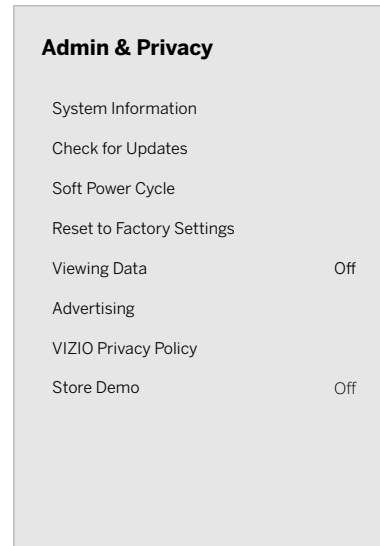 Admin & Privacy
System Information
Check for Updates
Soft Power Cycle
Reset to Factory Settings
Viewing Data Off
Advertising
VIZIO Privacy Policy
Store Demo Off